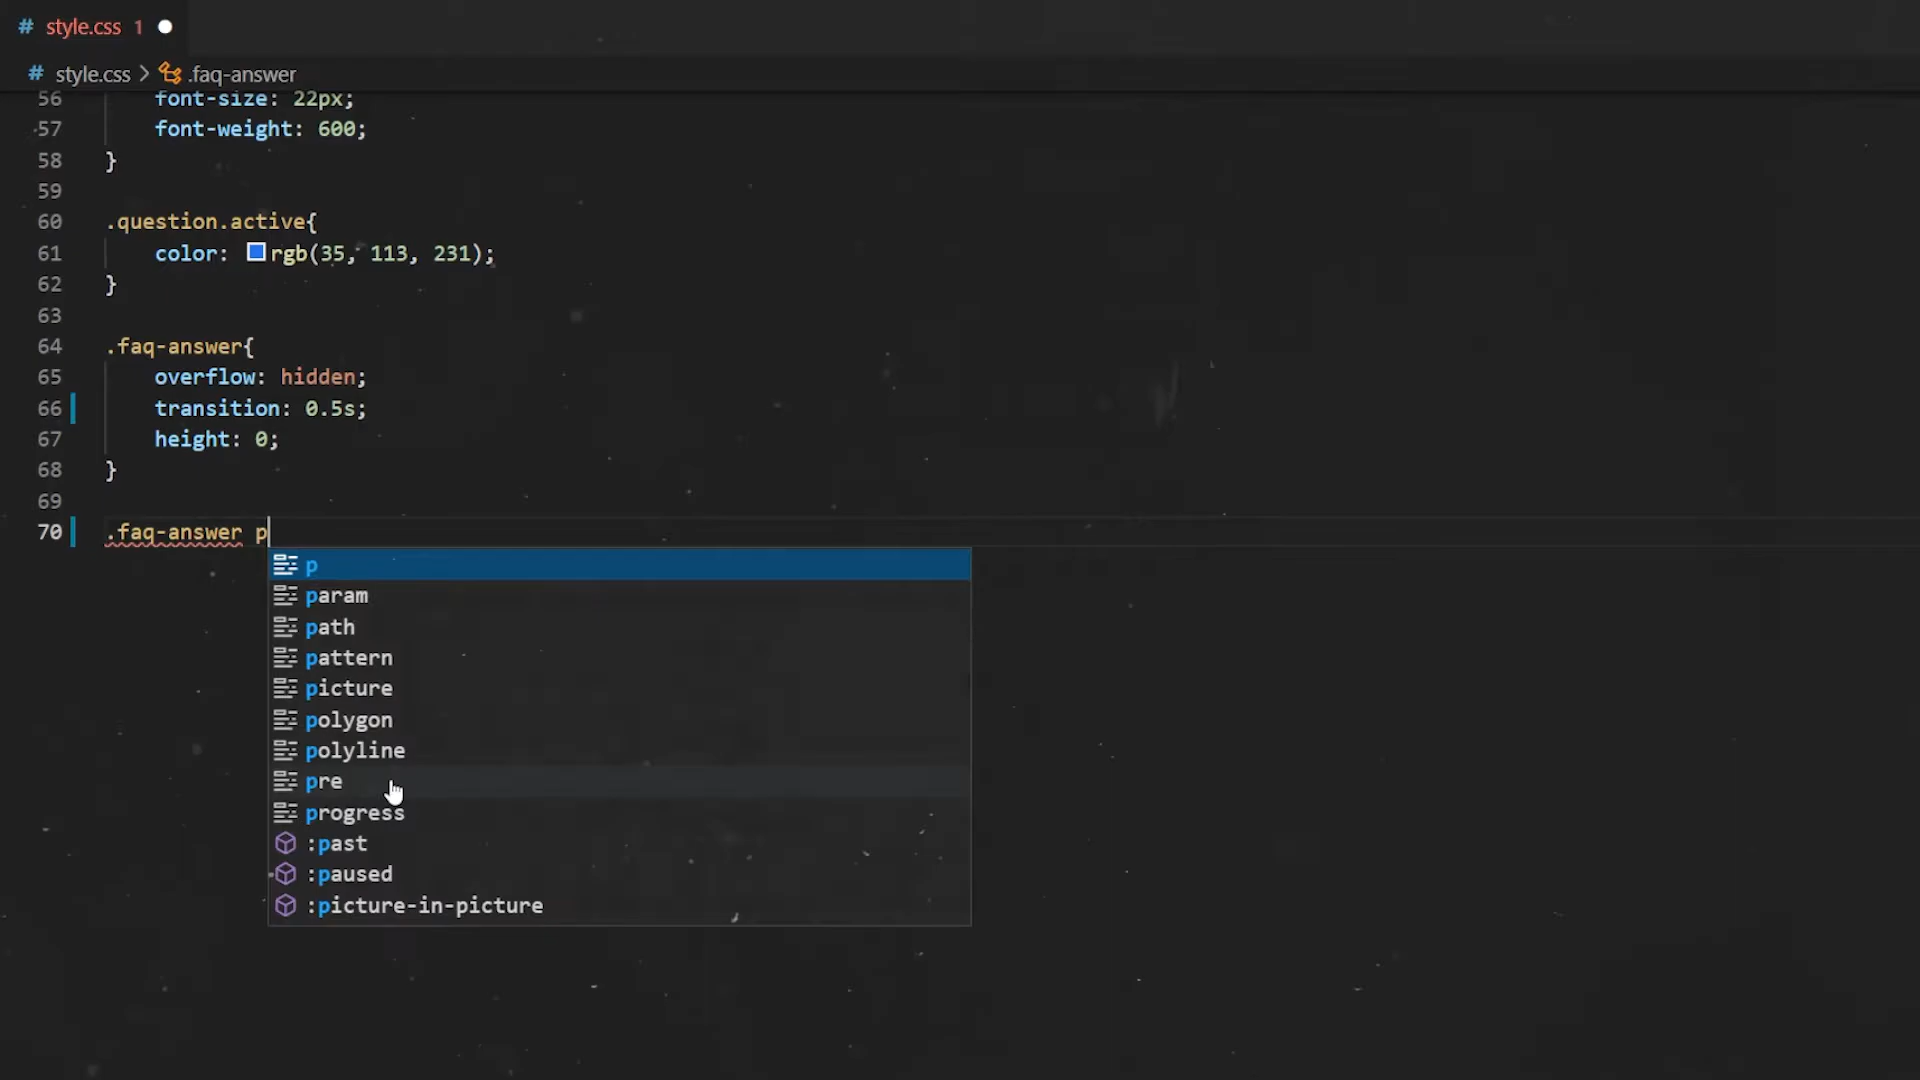 # style.css 1
# style.css > .faq-answer
56 font-size: 22px;
57 font-weight: 600;
58 }
59
60 .question.active{
61 color: rgb(35, 113, 231);
62 }
63
64 .faq-answer{
65 overflow: hidden;
66 transition: 0.5s;
67 height: 0;
68 }
69
70 .faq-answer p
p
param
path
pattern
picture
polygon
polyline
pre
progress
:past
:paused
:picture-in-picture